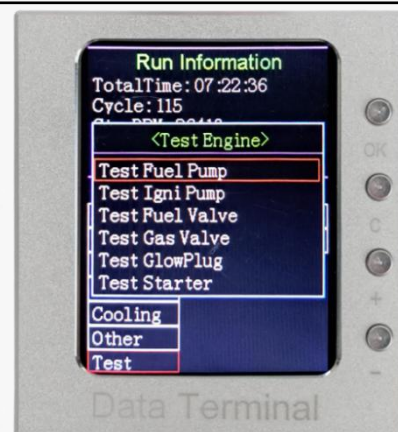 Run Information
TotalTime: 07:22:36
Cycle: 115
<Test Engine>
Test Fuel Pump
Test Igni Pump
Test Fuel Valve
Test Gas Valve
Test GlowPlug
Test Starter
Cooling
Other
Test
OK
C
+
-
Data Terminal